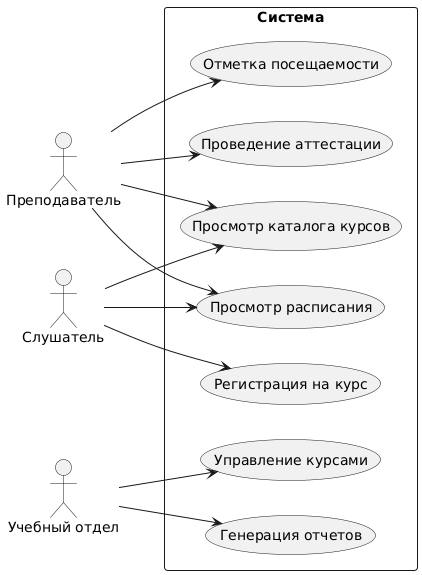 Система
Отметка посещаемости
Проведение аттестации
Преподаватель
Просмотр каталога курсов
Просмотр расписания
Слушатель
Регистрация на курс
Управление курсами
Учебный отдел
Генерация отчетов